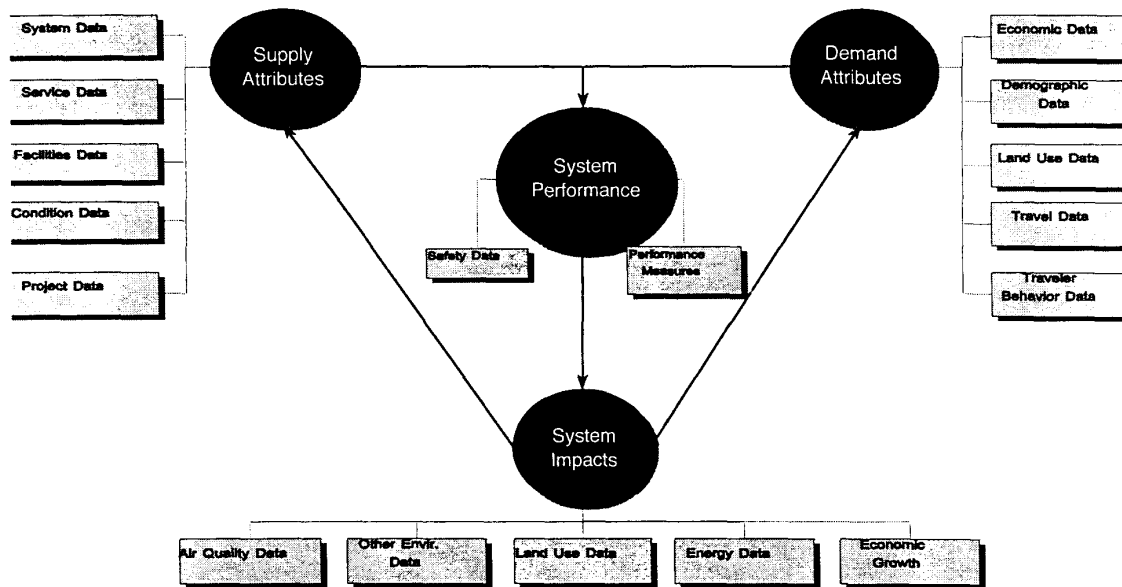 System Data
Service Data
Facilities Data
Condition Data
Project Data
Supply
Attributes
Demand
Attributes
Economic Data
Demographic
Data
Land Use Data
Travel Data
Traveler
Behavior Data
System
Performance
Safety Data
Performance
Measures
System
Impacts
Air Quality Data
Other Envir.
Data
Land Use Data
Energy Data
Economic
Growth